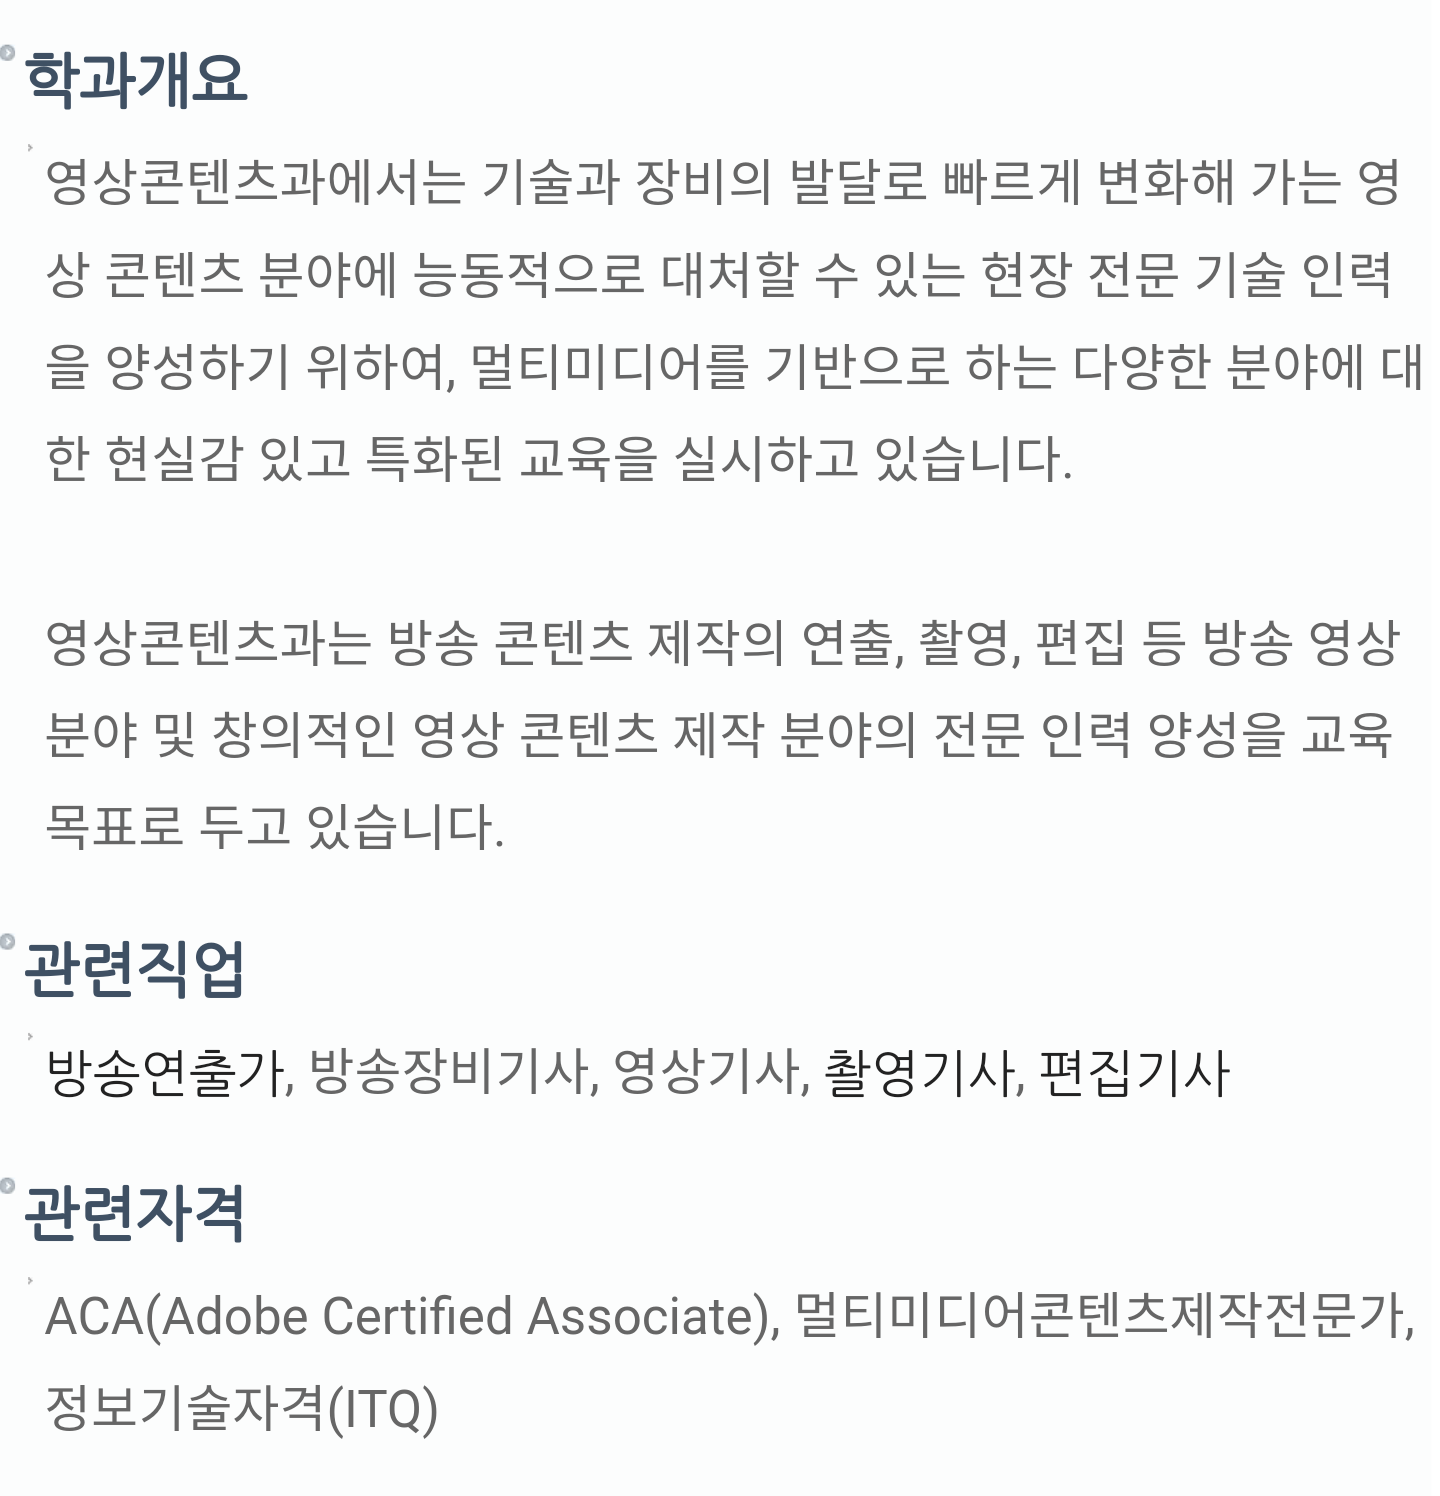 학과개요
영상콘텐츠과에서는 기술과 장비의 발달로 빠르게 변화해 가는 영
상 콘텐츠 분야에 능동적으로 대처할 수 있는 현장 전문 기술 인력
을 양성하기 위하여, 멀티미디어를 기반으로 하는 다양한 분야에 대
한 현실감 있고 특화된 교육을 실시하고 있습니다.
영상콘텐츠과는 방송 콘텐츠 제작의 연출, 촬영, 편집 등 방송 영상
분야 및 창의적인 영상 콘텐츠 제작 분야의 전문 인력 양성을 교육
목표로 두고 있습니다.
관련직업
방송연출가, 방송장비기사, 영상기사, 촬영기사, 편집기사
관련자격
ACA(Adobe Certified Associate), 멀티미디어콘텐츠제작전문가,
정보기술자격(ITQ)